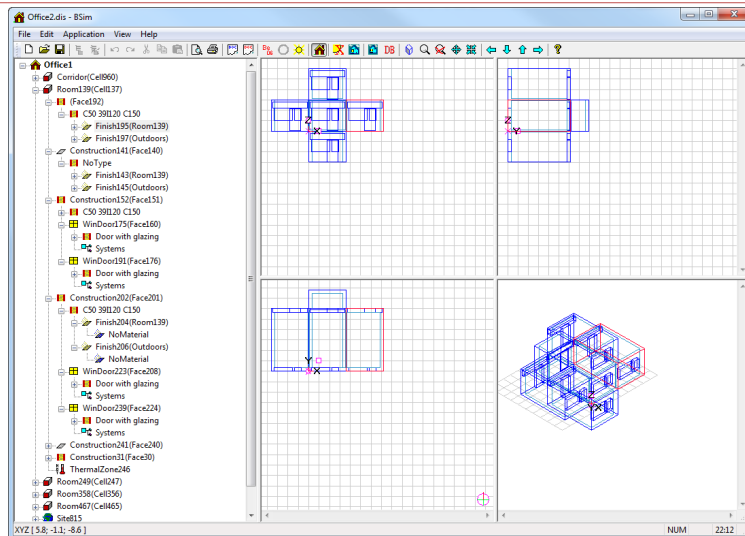 Office2.dis - BSim
File Edit Application View Help
DB
Office1
Corridor(Cell960)
Room139(Cell137)
(Face192)
C50 39I120 C150
Finish195(Room139)
Finish197(Outdoors)
Construction141(Face140)
NoType
Finish143(Room139)
Finish145(Outdoors)
Construction152(Face151)
C50 39I120 C150
WinDoor175(Face160)
Door with glazing
Systems
WinDoor191(Face176)
Door with glazing
Systems
Construction202(Face201)
C50 39I120 C150
Finish204(Room139)
NoMaterial
Finish206(Outdoors)
NoMaterial
WinDoor223(Face208)
Door with glazing
Systems
WinDoor239(Face224)
Door with glazing
Systems
Construction241(Face240)
Construction31(Face30)
ThermalZone246
Room249(Cell247)
Room358(Cell356)
Room467(Cell465)
Site815
Z
X
Z
Y
Y
X
Z
X
XYZ [ 5.8; -1.1; -8.6 ] NUM 22:12